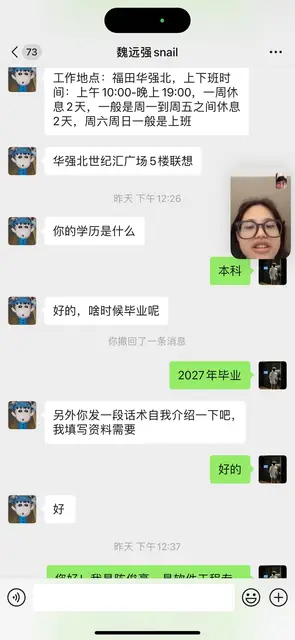 73
魏远强snail
工作地点：福田华强北，上下班时
间：上午10:00-晚上19:00，一周休
息2天，一般是周一到周五之间休息
2天，周六周日一般是上班
华强北世纪汇广场5楼联想
昨天 下午12:26
你的学历是什么
本科
好的，啥时候毕业呢
你撤回了一条消息
2027年毕业
另外你发一段话术自我介绍一下吧，
我填写资料需要
好的
好
昨天 下午12:37